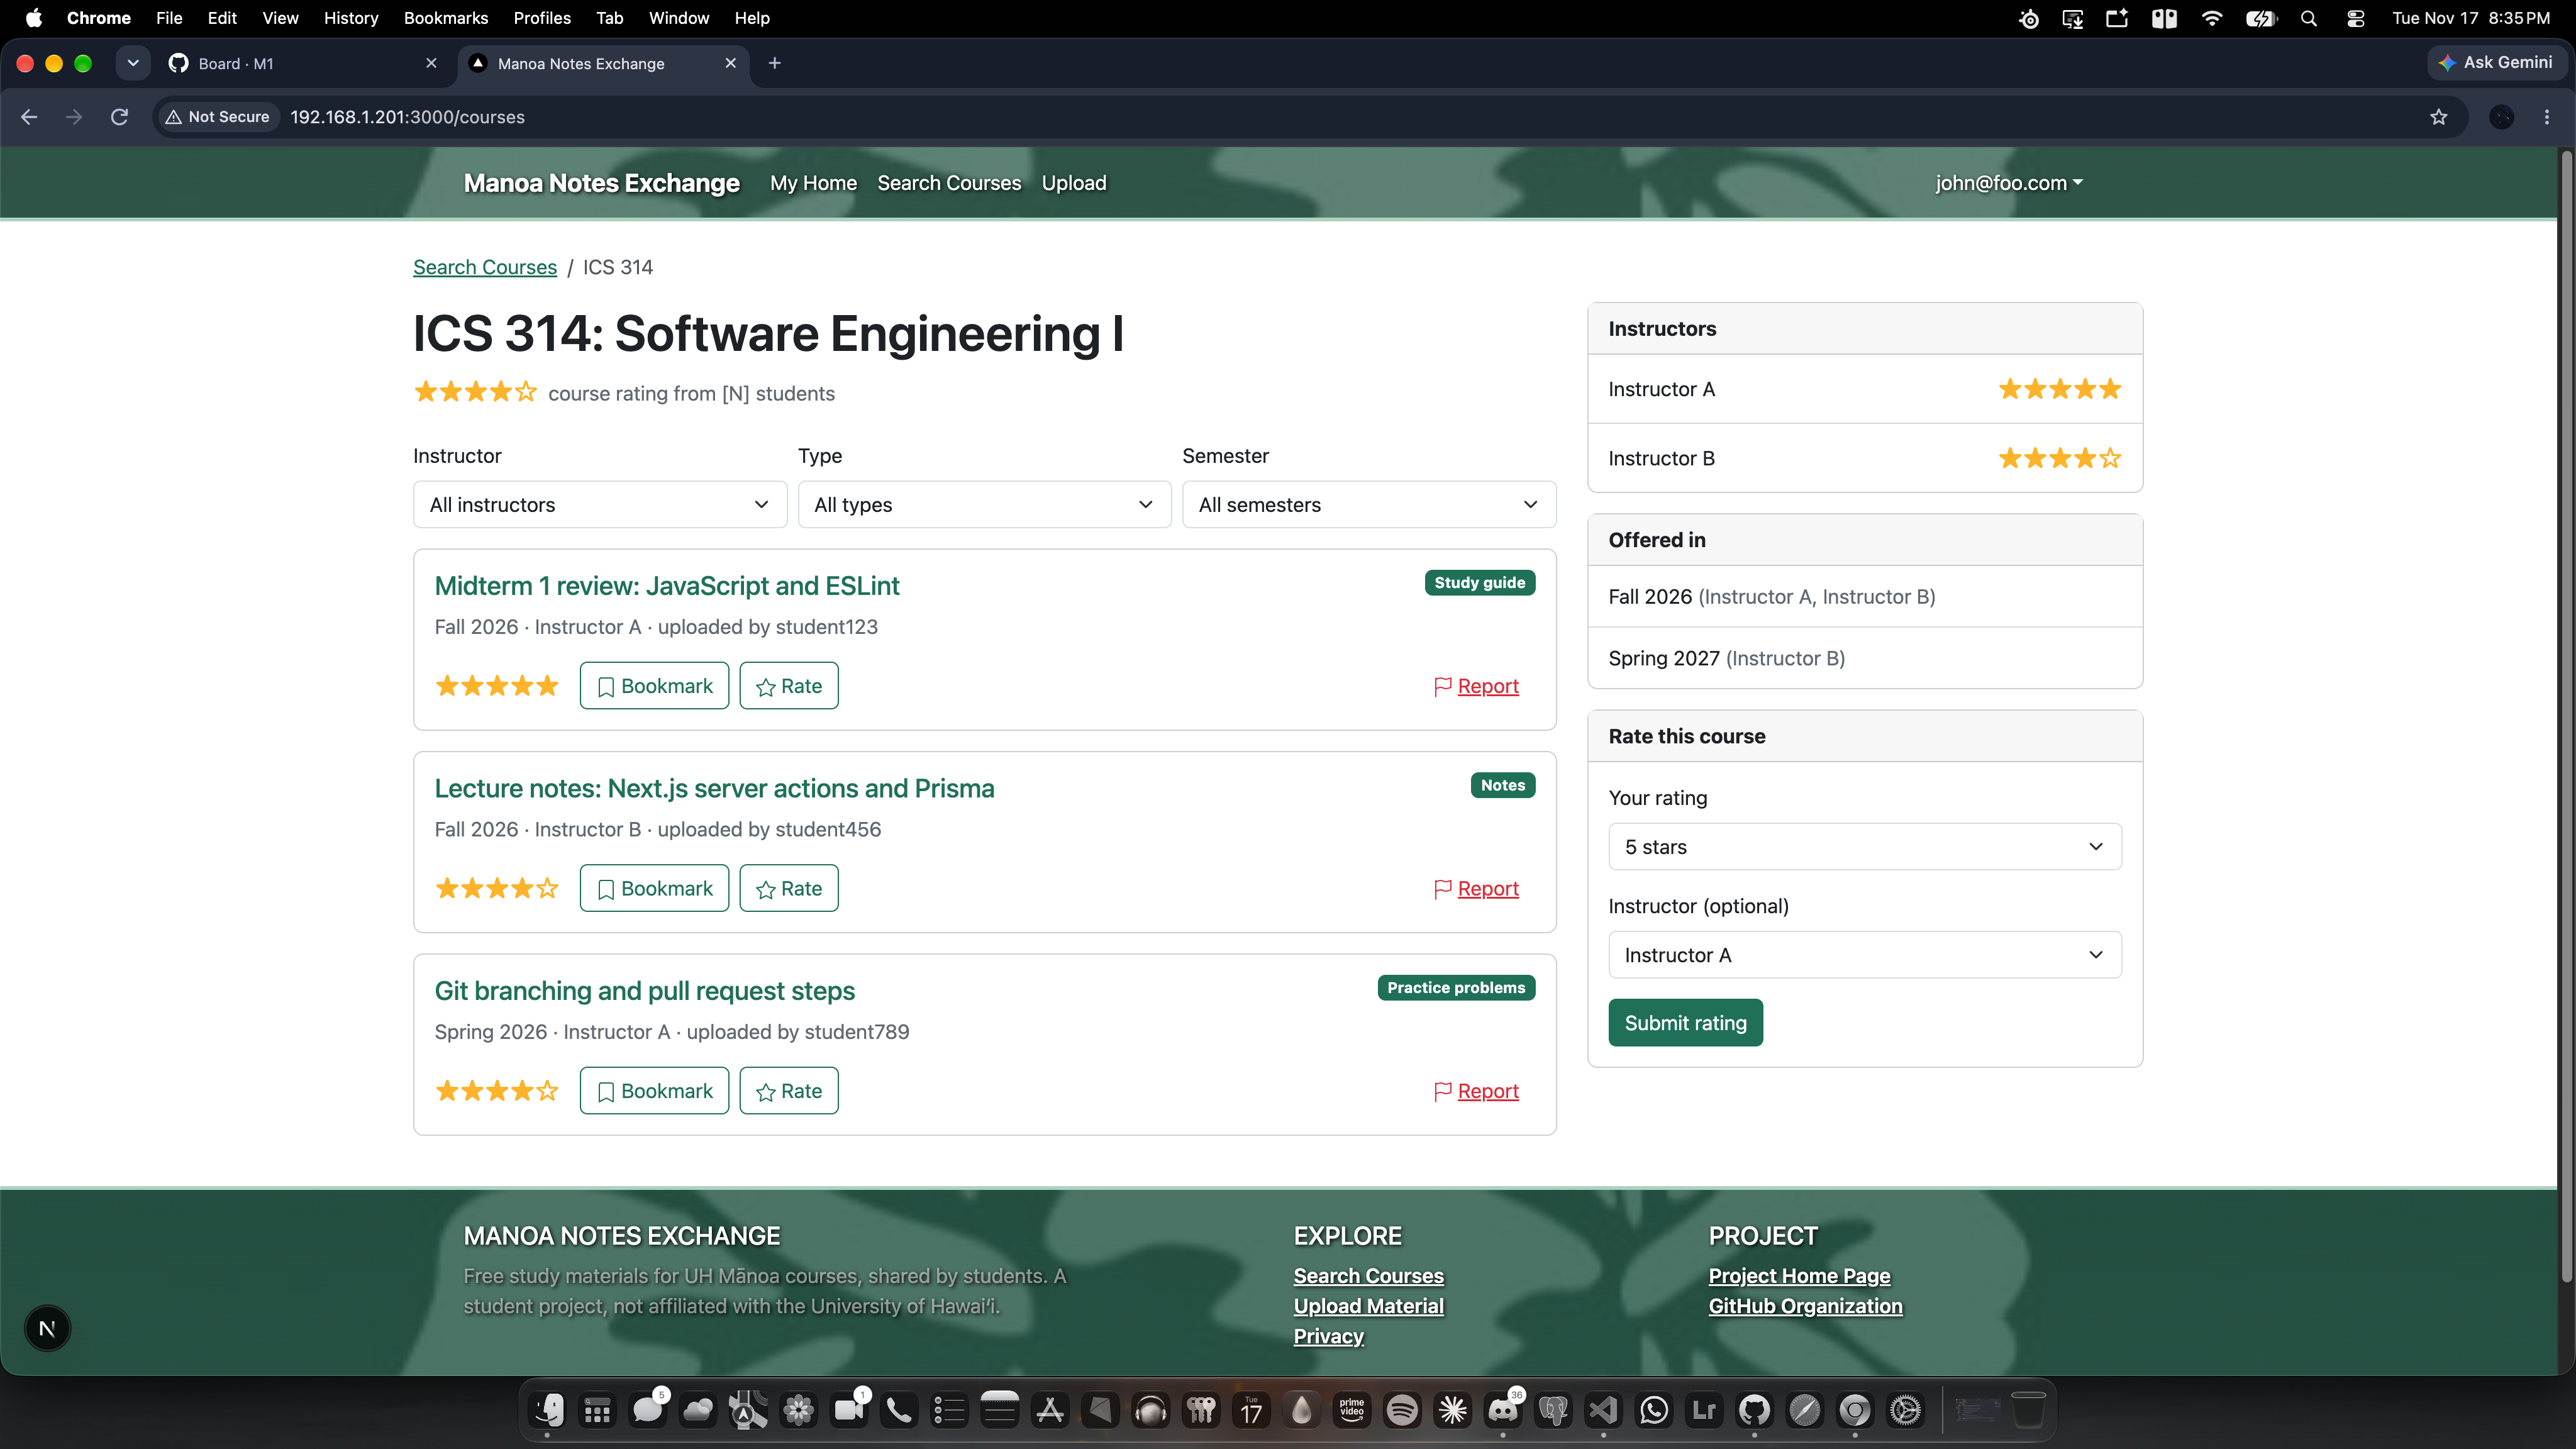 Chrome File Edit View History Bookmarks Profiles Tab Window Help Tue Nov 17 8:35 PM
Board · M1 Manoa Notes Exchange Ask Gemini
Not Secure 192.168.1.201:3000/courses
Manoa Notes Exchange My Home Search Courses Upload john@foo.com
Search Courses / ICS 314
ICS 314: Software Engineering I
course rating from [N] students
Instructor Type Semester
All instructors All types All semesters
Midterm 1 review: JavaScript and ESLint Study guide
Fall 2026 · Instructor A · uploaded by student123
Bookmark Rate Report
Lecture notes: Next.js server actions and Prisma Notes
Fall 2026 · Instructor B · uploaded by student456
Bookmark Rate Report
Git branching and pull request steps Practice problems
Spring 2026 · Instructor A · uploaded by student789
Bookmark Rate Report
Instructors
Instructor A
Instructor B
Offered in
Fall 2026 (Instructor A, Instructor B)
Spring 2027 (Instructor B)
Rate this course
Your rating
5 stars
Instructor (optional)
Instructor A
Submit rating
MANOA NOTES EXCHANGE
Free study materials for UH Mānoa courses, shared by students. A
student project, not affiliated with the University of Hawaiʻi.
EXPLORE
Search Courses
Upload Material
Privacy
PROJECT
Project Home Page
GitHub Organization
N
5 1 Tue 17 prime video 36 Lr